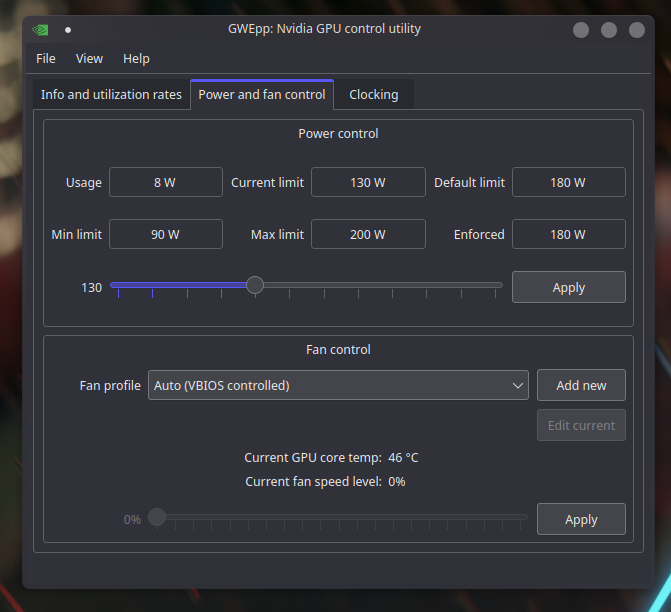 GWEpp: Nvidia GPU control utility
File View Help
Info and utilization rates Power and fan control Clocking
Power control
Usage 8 W Current limit 130 W Default limit 180 W
Min limit 90 W Max limit 200 W Enforced 180 W
130 Apply
Fan control
Fan profile Auto (VBIOS controlled) Add new
Edit current
Current GPU core temp: 46 °C
Current fan speed level: 0%
0% Apply